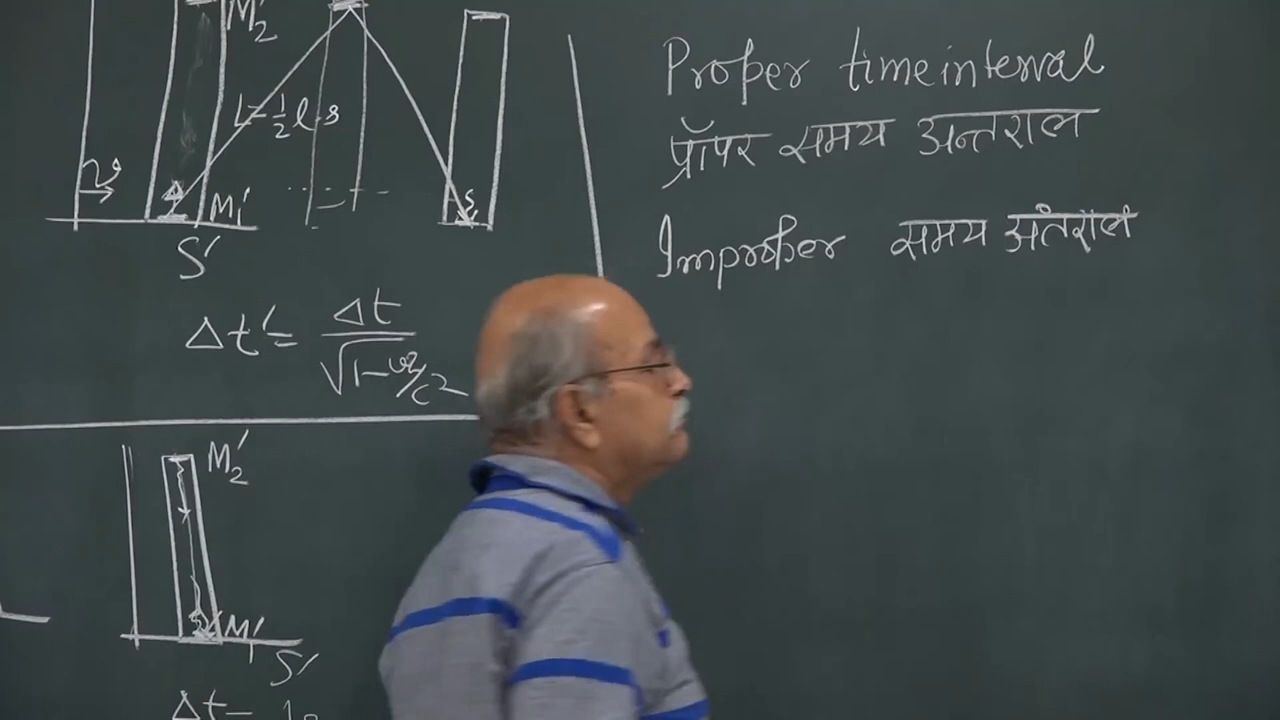 M₂′
L = ½ l.s
v
M₁′
S′
Δt′ = Δt / √1 − v²/c²
M₂′
M₁′
S′
Δt =
Proper time interval
प्रॉपर समय अन्तराल
Improper समय अंतराल